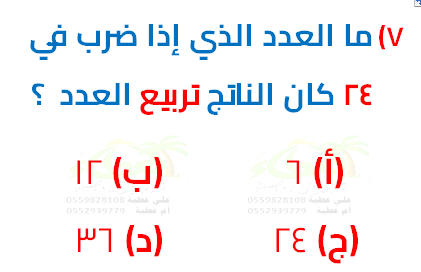 ٧) ما العدد الذي إذا ضرب في
٢٤ كان الناتج تربيع العدد ؟
(أ) ٦ (ب) ١٢
علي عطية 0559828108
أم عطية 0552939779
علي عطية 0559828108
أم عطية 0552939779
(ج) ٢٤ (د) ٣٦